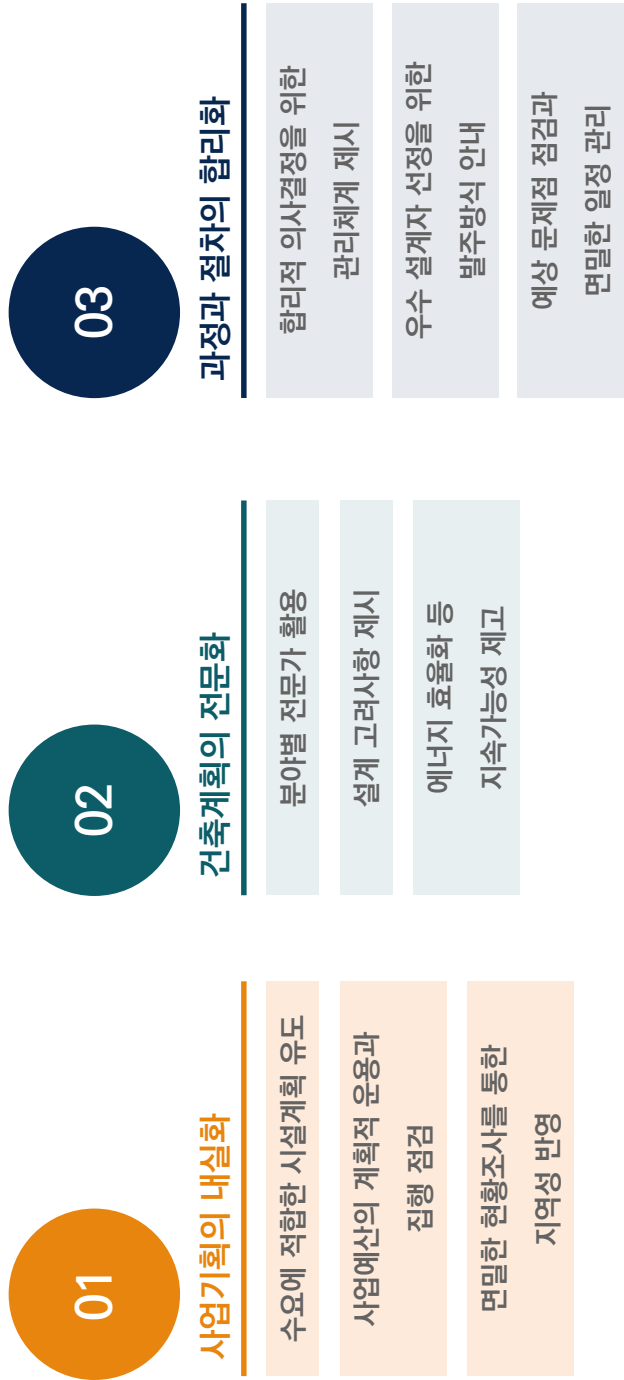 01
사업기획의 내실화
수요에 적합한 시설계획 유도
사업예산의 계획적 운용과
집행 점검
면밀한 현황조사를 통한
지역성 반영
02
건축계획의 전문화
분야별 전문가 활용
설계 고려사항 제시
에너지 효율화 등
지속가능성 제고
03
과정과 절차의 합리화
합리적 의사결정을 위한
관리체계 제시
우수 설계자 선정을 위한
발주방식 안내
예상 문제점 점검과
면밀한 일정 관리